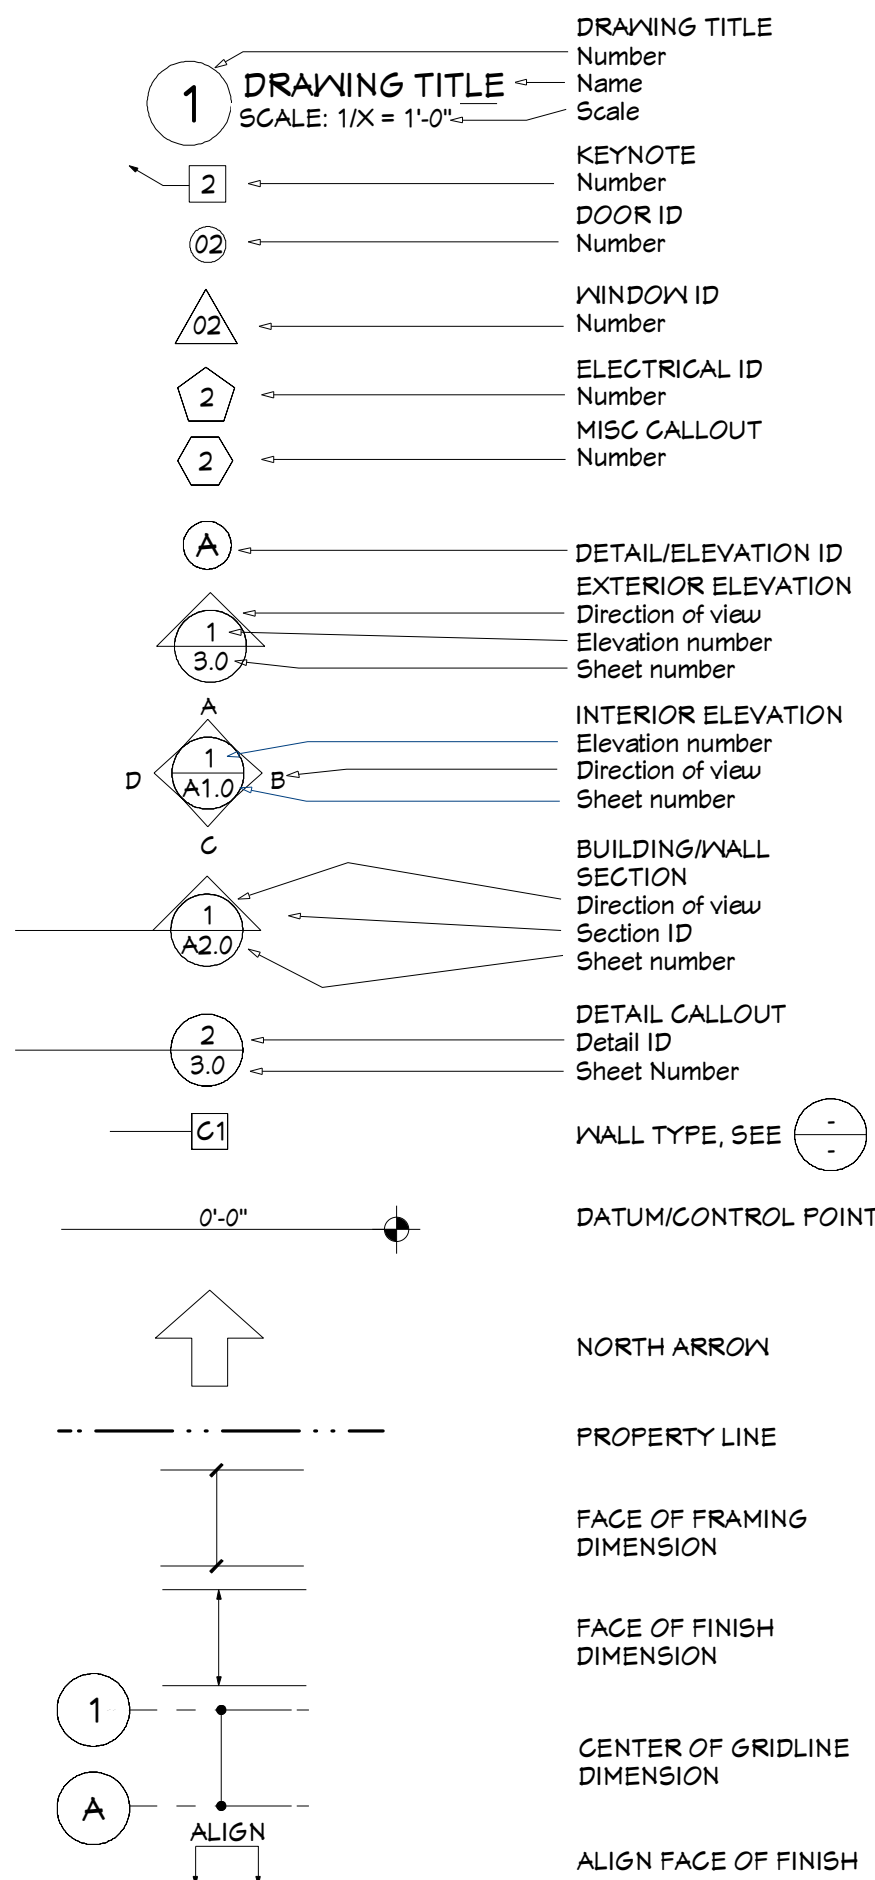 DRAWING TITLE
Number
1 DRAWING TITLE Name
SCALE: 1/X = 1'-0" Scale
KEYNOTE
2 Number
DOOR ID
02 Number
WINDOW ID
02 Number
ELECTRICAL ID
2 Number
MISC CALLOUT
2 Number
A DETAIL/ELEVATION ID
EXTERIOR ELEVATION
Direction of view
1 Elevation number
3.0 Sheet number
A
INTERIOR ELEVATION
1 Elevation number
D B Direction of view
A1.0 Sheet number
C
BUILDING/WALL
SECTION
Direction of view
1 Section ID
A2.0 Sheet number
DETAIL CALLOUT
2 Detail ID
3.0 Sheet Number
C1 WALL TYPE, SEE -
-
0'-0" DATUM/CONTROL POINT
NORTH ARROW
PROPERTY LINE
FACE OF FRAMING
DIMENSION
FACE OF FINISH
DIMENSION
1
CENTER OF GRIDLINE
DIMENSION
A
ALIGN
ALIGN FACE OF FINISH